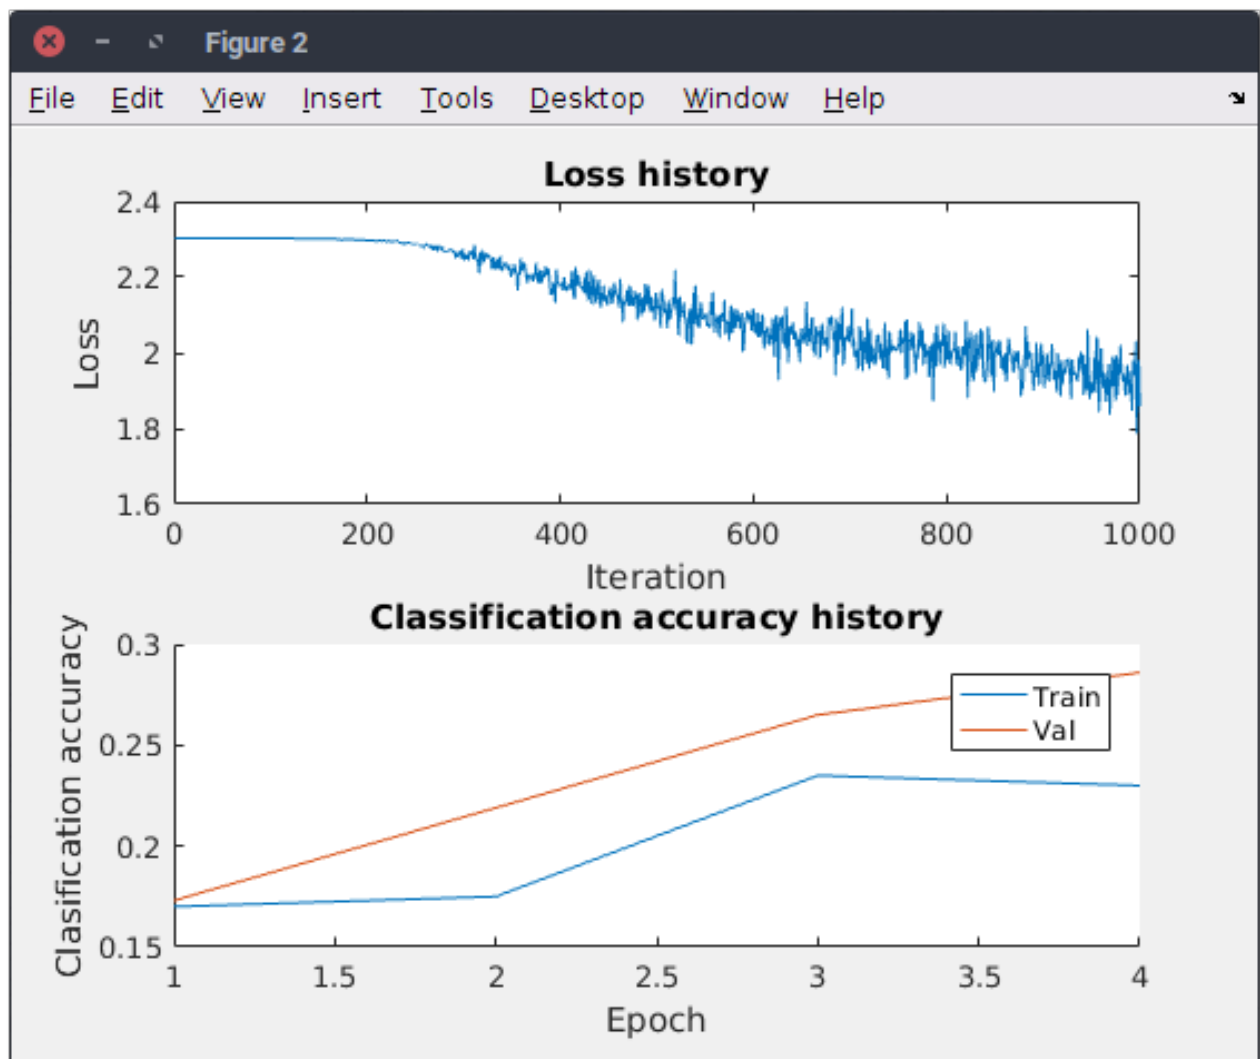 Figure 2
File Edit View Insert Tools Desktop Window Help
Loss history
2.4
2.2
2
1.8
1.6
Loss
0 200 400 600 800 1000
Iteration
Classification accuracy history
0.3
0.25
0.2
0.15
Clasification accuracy
Train
Val
1 1.5 2 2.5 3 3.5 4
Epoch